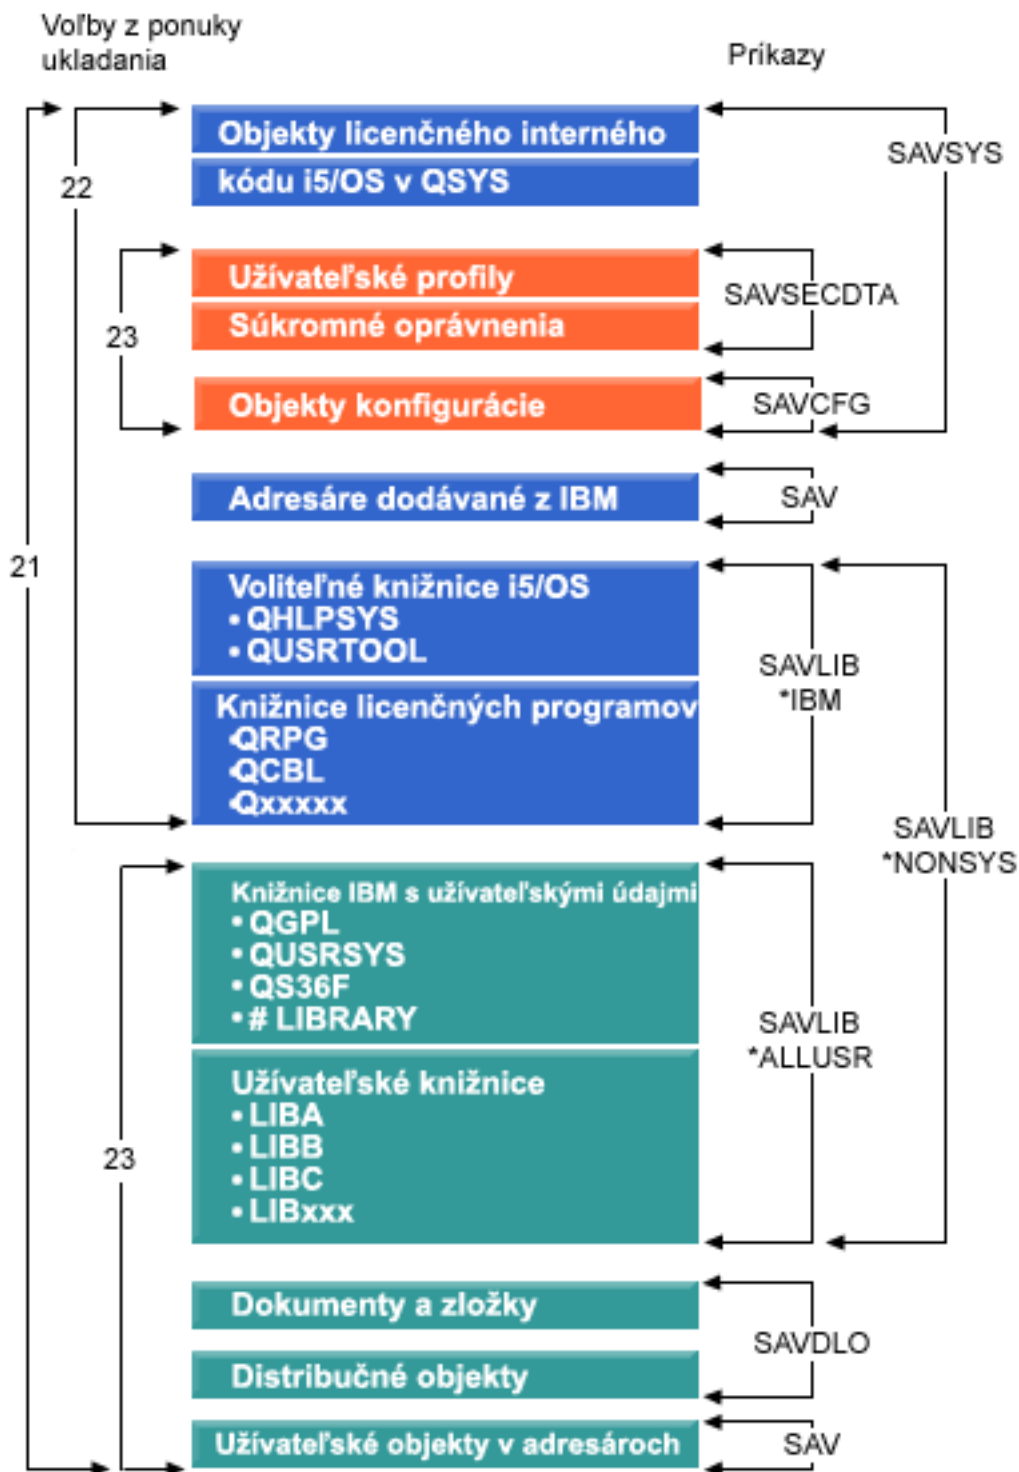 Voľby z ponuky
ukladania
Príkazy
Objekty licenčného interného
kódu i5/OS v QSYS
SAVSYS
22
Užívateľské profily
Súkromné oprávnenia
SAVSECDTA
23
Objekty konfigurácie
SAVCFG
Adresáre dodávané z IBM
SAV
21
Voliteľné knižnice i5/OS
• QHLPSYS
• QUSRTOOL
SAVLIB
*IBM
Knižnice licenčných programov
•QRPG
•QCBL
•Qxxxxx
SAVLIB
*NONSYS
Knižnice IBM s užívateľskými údajmi
• QGPL
• QUSRSYS
• QS36F
• # LIBRARY
SAVLIB
*ALLUSR
Užívateľské knižnice
• LIBA
• LIBB
• LIBC
• LIBxxx
23
Dokumenty a zložky
SAVDLO
Distribučné objekty
Užívateľské objekty v adresároch
SAV